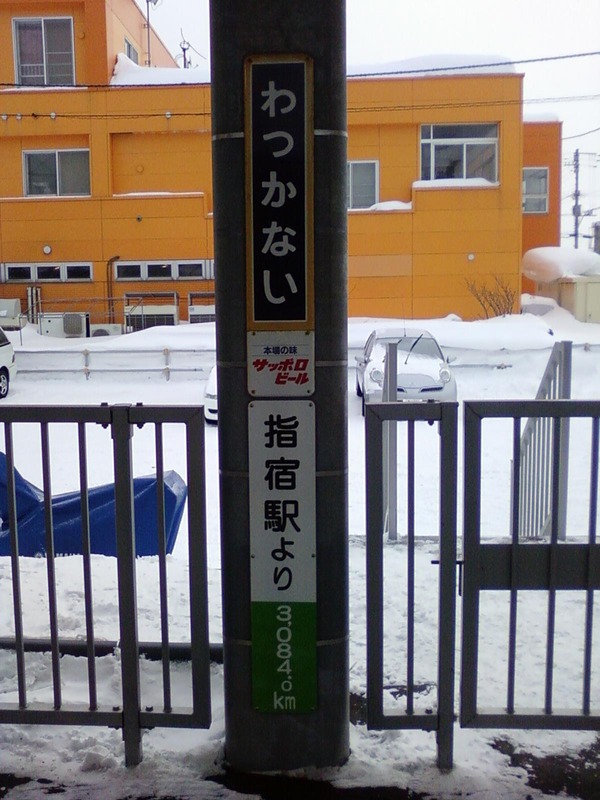 わっかない
本場の味
サッポロ
ビール
指宿駅より
3,084.0
km